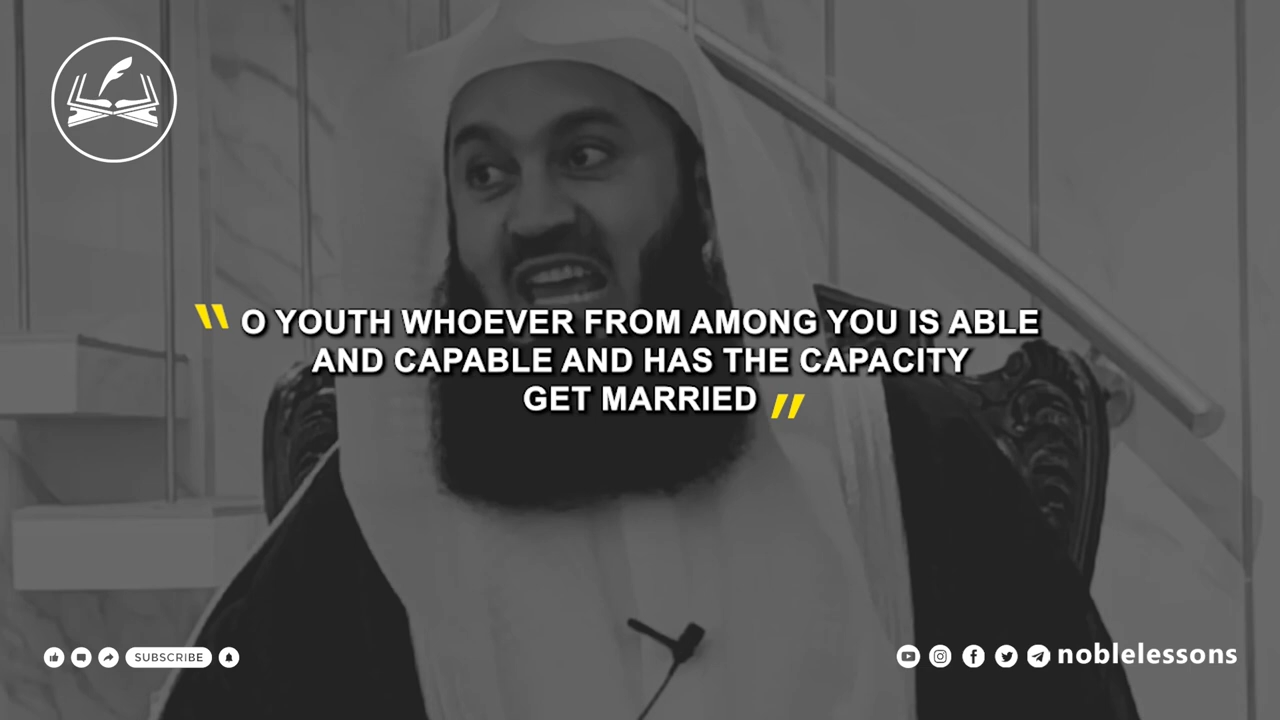 O YOUTH WHOEVER FROM AMONG YOU IS ABLE
AND CAPABLE AND HAS THE CAPACITY
GET MARRIED
SUBSCRIBE
noblelessons